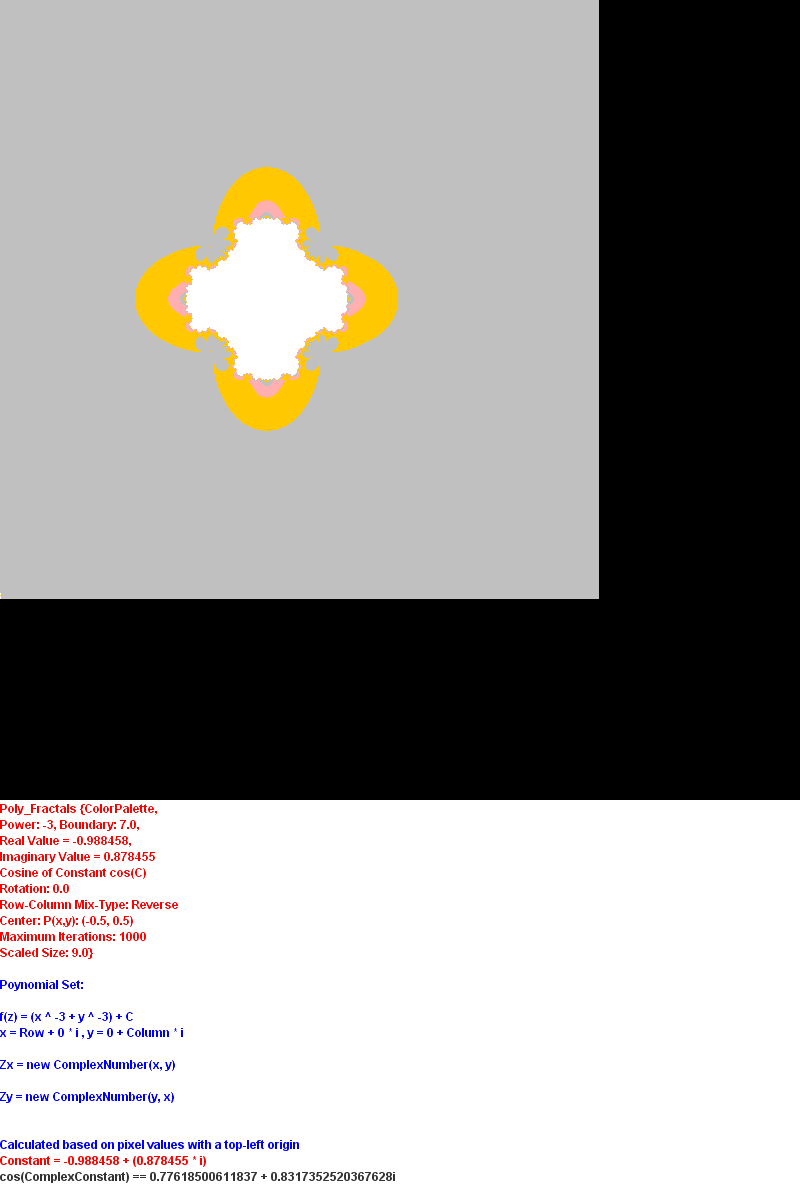 Poly_Fractals {ColorPalette,
Power: -3, Boundary: 7.0,
Real Value = -0.988458,
Imaginary Value = 0.878455
Cosine of Constant cos(C)
Rotation: 0.0
Row-Column Mix-Type: Reverse
Center: P(x,y): (-0.5, 0.5)
Maximum Iterations: 1000
Scaled Size: 9.0}
Poynomial Set:
f(z) = (x ^ -3 + y ^ -3) + C
x = Row + 0 * i , y = 0 + Column * i
Zx = new ComplexNumber(x, y)
Zy = new ComplexNumber(y, x)
Calculated based on pixel values with a top-left origin
Constant = -0.988458 + (0.878455 * i)
cos(ComplexConstant) == 0.77618500611837 + 0.8317352520367628i